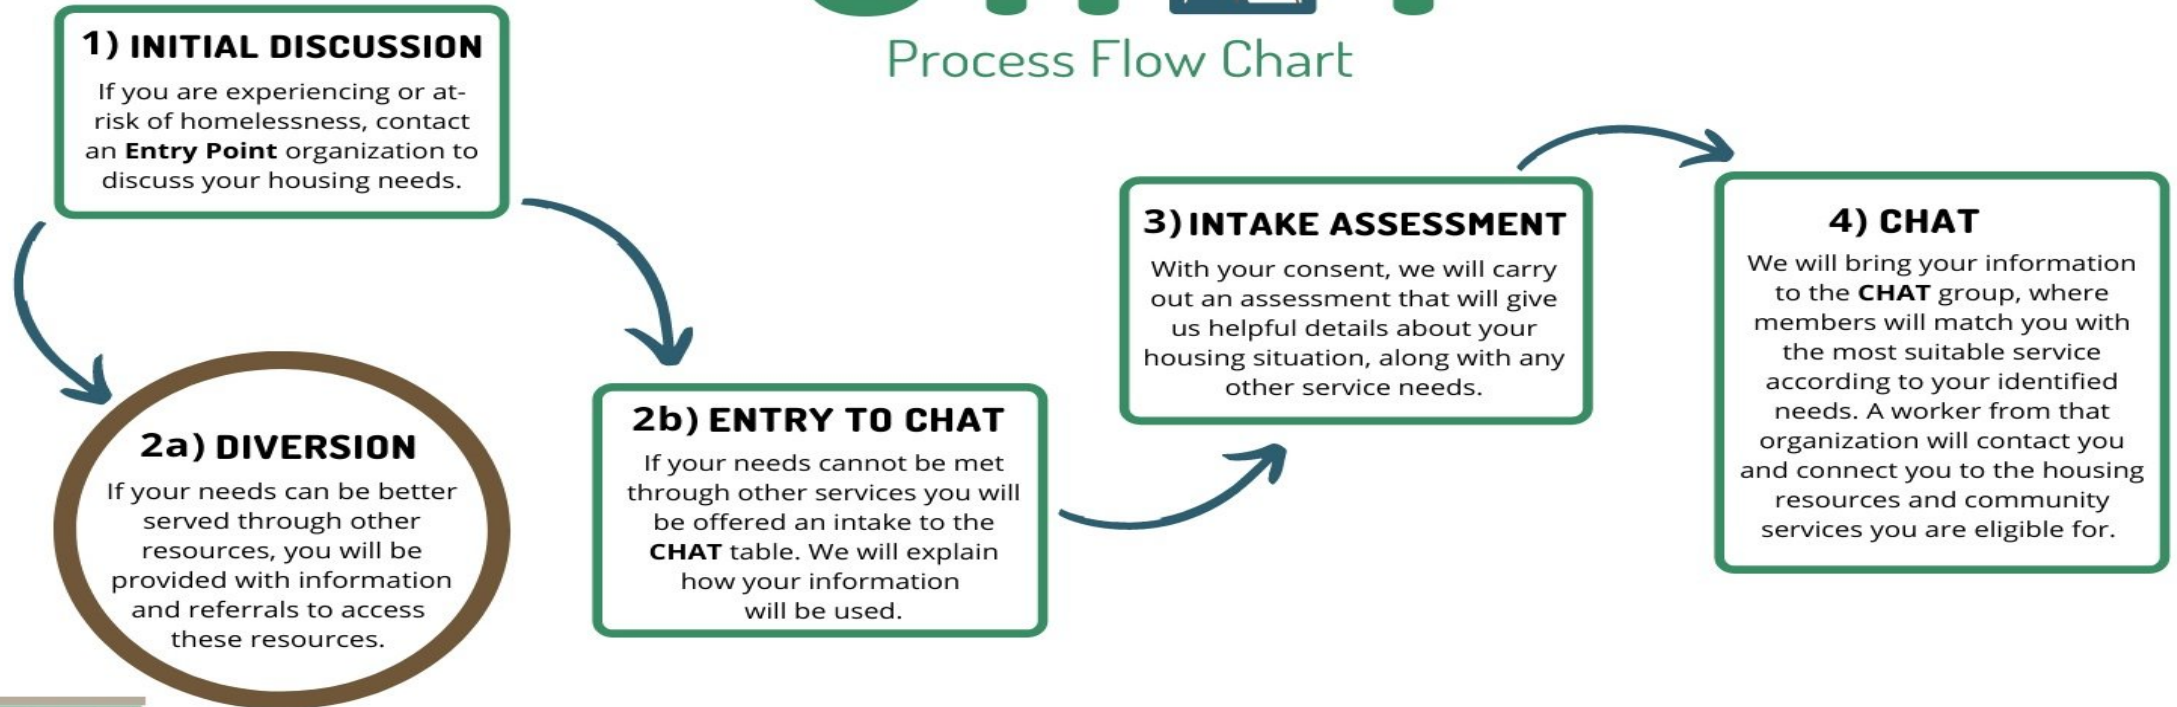 Process Flow Chart
1) INITIAL DISCUSSION
If you are experiencing or at-
risk of homelessness, contact
an Entry Point organization to
discuss your housing needs.
2a) DIVERSION
If your needs can be better
served through other
resources, you will be
provided with information
and referrals to access
these resources.
2b) ENTRY TO CHAT
If your needs cannot be met
through other services you will
be offered an intake to the
CHAT table. We will explain
how your information
will be used.
3) INTAKE ASSESSMENT
With your consent, we will carry
out an assessment that will give
us helpful details about your
housing situation, along with any
other service needs.
4) CHAT
We will bring your information
to the CHAT group, where
members will match you with
the most suitable service
according to your identified
needs. A worker from that
organization will contact you
and connect you to the housing
resources and community
services you are eligible for.